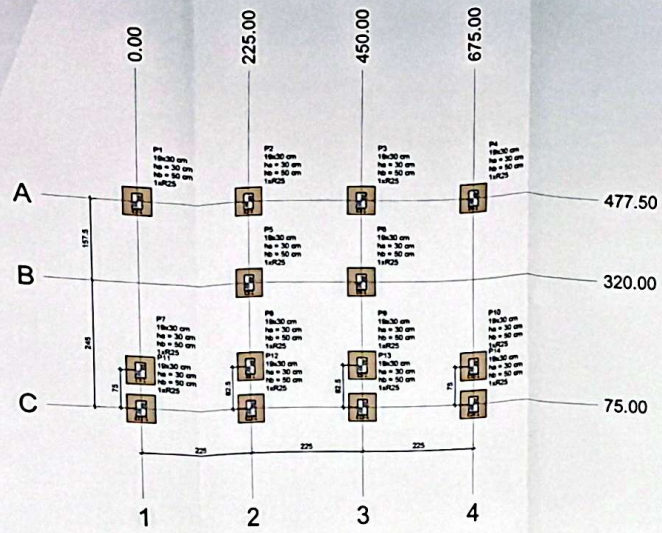 0.00
225.00
450.00
675.00
P1
19x30 cm
ha = 30 cm
hb = 50 cm
1xR25
P2
19x30 cm
ha = 30 cm
hb = 50 cm
1xR25
P3
19x30 cm
ha = 30 cm
hb = 50 cm
1xR25
P4
19x30 cm
ha = 30 cm
hb = 50 cm
1xR25
A
477.50
157.5
P5
19x30 cm
ha = 30 cm
hb = 50 cm
1xR25
P6
19x30 cm
ha = 30 cm
hb = 50 cm
1xR25
B
320.00
245
P7
19x30 cm
ha = 30 cm
hb = 50 cm
1xR25
P8
19x30 cm
ha = 30 cm
hb = 50 cm
1xR25
P9
19x30 cm
ha = 30 cm
hb = 50 cm
1xR25
P10
19x30 cm
ha = 30 cm
hb = 50 cm
1xR25
P11
19x30 cm
ha = 30 cm
hb = 50 cm
1xR25
P12
19x30 cm
ha = 30 cm
hb = 50 cm
1xR25
P13
19x30 cm
ha = 30 cm
hb = 50 cm
1xR25
P14
19x30 cm
ha = 30 cm
hb = 50 cm
1xR25
75
82.5
82.5
75
C
75.00
225
225
225
1
2
3
4